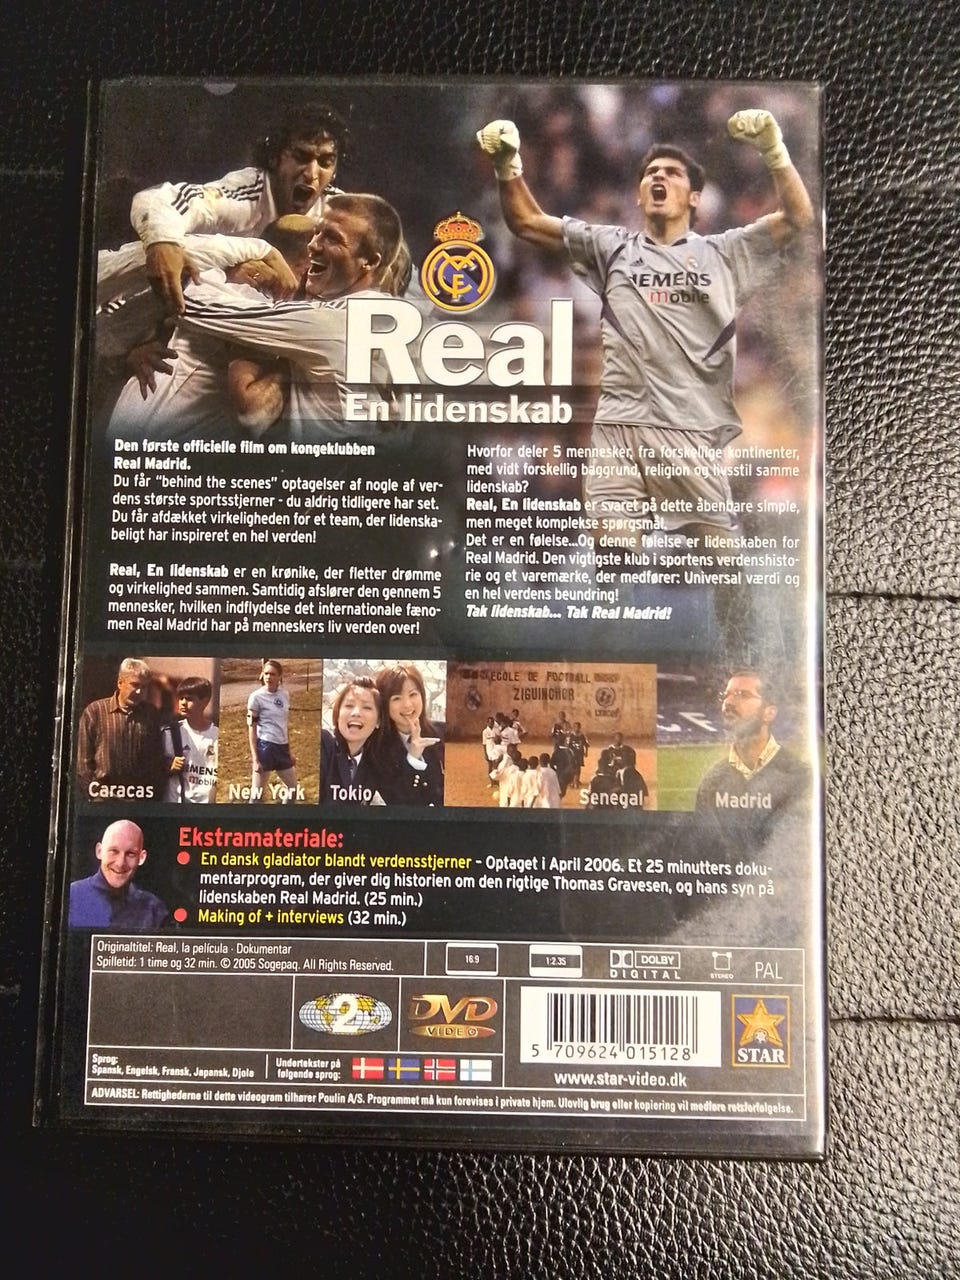 SIEMENS
mobile
Real
En lidenskab
Den første officielle film om kongeklubben
Real Madrid.
Du får "behind the scenes" optagelser af nogle af ver-
dens største sportsstjerner - du aldrig tidligere har set.
Du får afdækket virkeligheden for et team, der lidenska-
beligt har inspireret en hel verden!
Real, En lidenskab er en krønike, der fletter drømme
og virkelighed sammen. Samtidig afslører den gennem 5
mennesker, hvilken indflydelse det internationale fæno-
men Real Madrid har på menneskers liv verden over!
Hvorfor deler 5 mennesker, fra forskellige kontinenter,
med vidt forskellig baggrund, religion og livsstil samme
lidenskab?
Real, En lidenskab er svaret på dette åbenbare simple,
men meget komplekse spørgsmål.
Det er en følelse...Og denne følelse er lidenskaben for
Real Madrid. Den vigtigste klub i sportens verdenshisto-
rie og et varemærke, der medfører: Universal værdi og
en hel verdens beundring!
Tak lidenskab... Tak Real Madrid!
ECOLE DE FOOTBALL
ZIGUINCHOR
IEMENS
mobile
Caracas
New York
Tokio
Senegal
Madrid
Ekstramateriale:
En dansk gladiator blandt verdensstjerner - Optaget i April 2006. Et 25 minutters doku-
mentarprogram, der giver dig historien om den rigtige Thomas Gravesen, og hans syn på
lidenskaben Real Madrid. (25 min.)
Making of + interviews (32 min.)
Originaltitel: Real, la película · Dokumentar
Spilletid: 1 time og 32 min. © 2005 Sogepaq. All Rights Reserved.
16:9
1:2.35
DOLBY
DIGITAL
STEREO
PAL
2
DVD
VIDEO
5 709624 015128
STAR
www.star-video.dk
Sprog:
Spansk, Engelsk, Fransk, Japansk, Djole
Undertekster på
følgende sprog:
ADVARSEL: Rettighederne til dette videogram tilhører Poulin A/S. Programmet må kun forevises i private hjem. Ulovlig brug eller kopiering vil medføre retsforfølgelse.